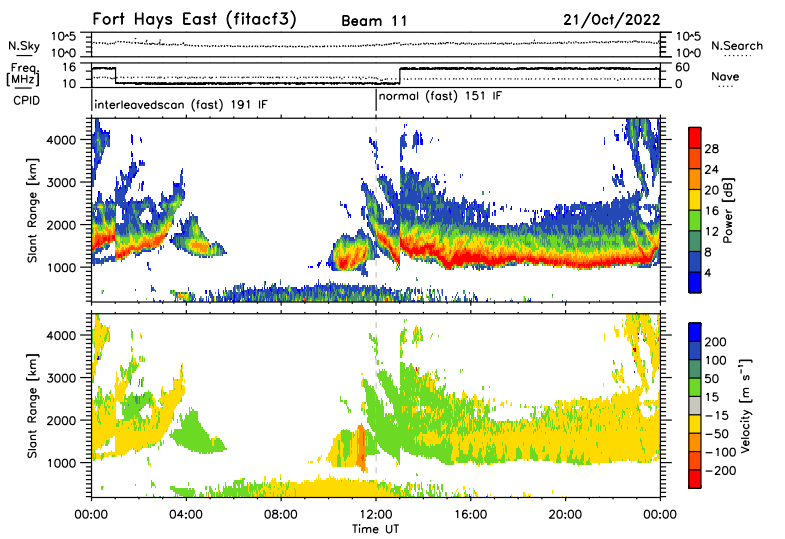 Fort Hays East (fitacf3) Beam 11 21/Oct/2022
N.Sky 10^5 10^0 10^5 10^0 N.Search
Freq. [MHz] 16 10 60 0 Nave
CPID interleavedscan (fast) 191 IF normal (fast) 151 IF
Slant Range [km] 4000 3000 2000 1000
Power [dB] 28 24 20 16 12 8 4
Slant Range [km] 4000 3000 2000 1000
Velocity [m s⁻¹] 200 100 50 15 −15 −50 −100 −200
00:00 04:00 08:00 12:00 16:00 20:00 00:00
Time UT